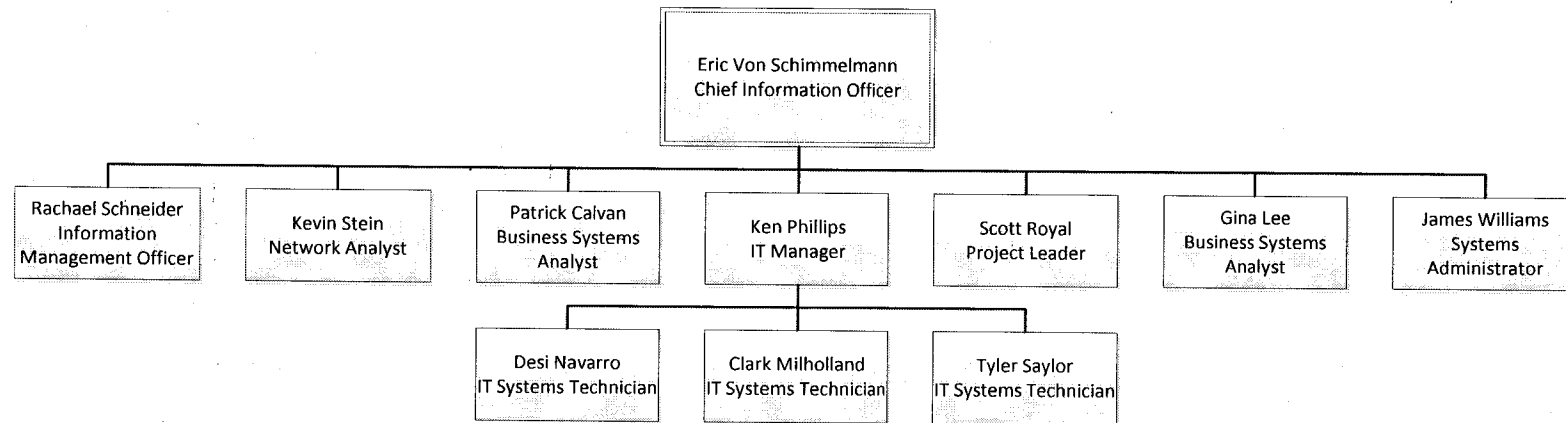 Eric Von Schimmelmann
Chief Information Officer
Rachael Schneider
Information
Management Officer
Kevin Stein
Network Analyst
Patrick Calvan
Business Systems
Analyst
Ken Phillips
IT Manager
Scott Royal
Project Leader
Gina Lee
Business Systems
Analyst
James Williams
Systems
Administrator
Desi Navarro
IT Systems Technician
Clark Milholland
IT Systems Technician
Tyler Saylor
IT Systems Technician